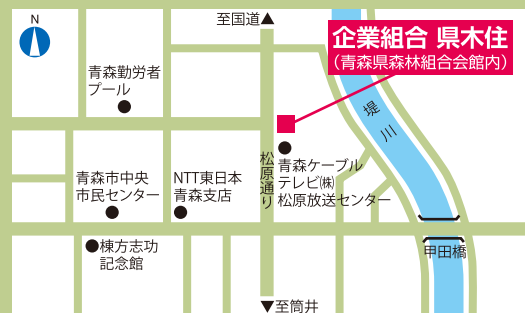 N
至国道▲
企業組合 県木住
(青森県森林組合会館内)
青森勤労者
プール
堤川
松原通り
青森ケーブル
テレビ㈱
松原放送センター
青森市中央
市民センター
NTT東日本
青森支店
棟方志功
記念館
甲田橋
▼至筒井